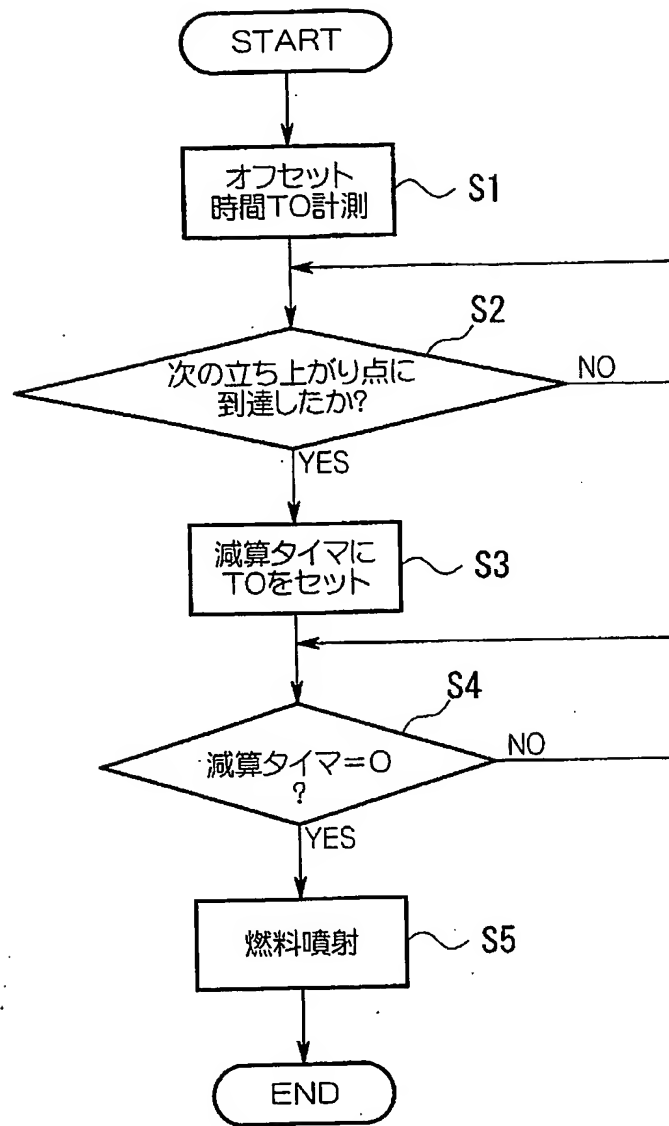 START
オフセット
時間TO計測
S1
S2
次の立ち上がり点に
到達したか?
NO
YES
減算タイマに
TOをセット
S3
S4
減算タイマ=0
?
NO
YES
燃料噴射
S5
END